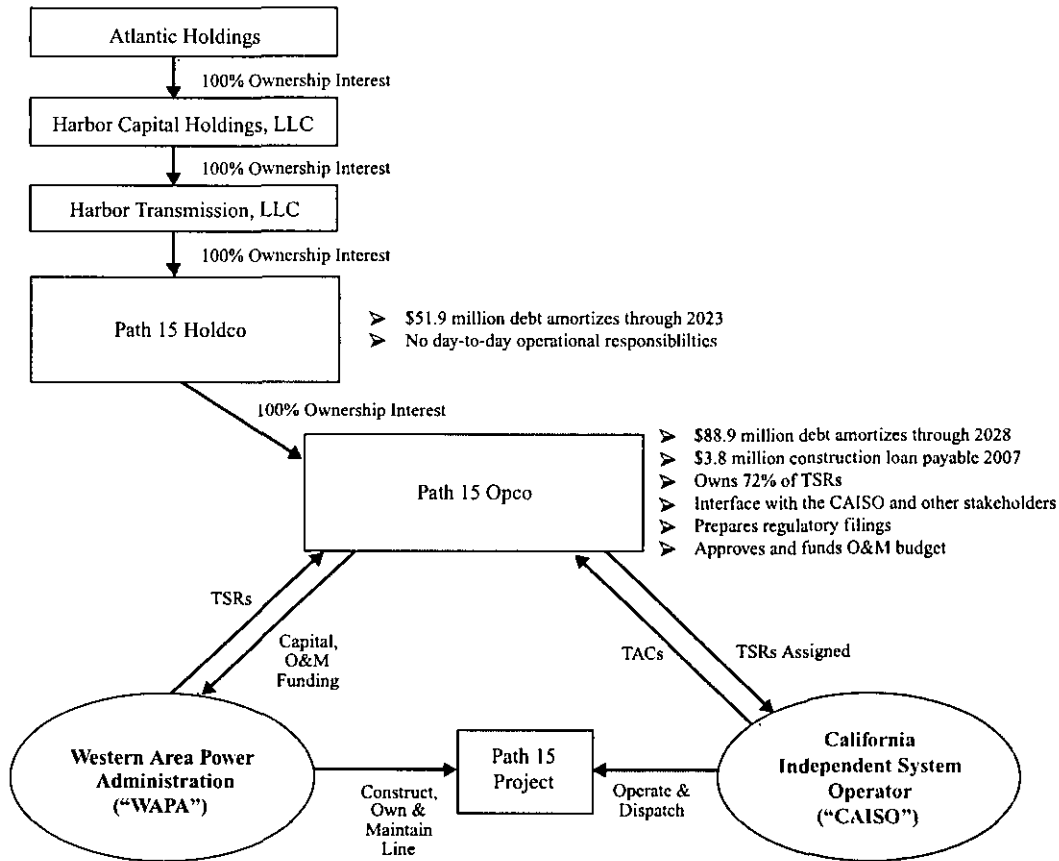 Atlantic Holdings
100% Ownership Interest
Harbor Capital Holdings, LLC
100% Ownership Interest
Harbor Transmission, LLC
100% Ownership Interest
Path 15 Holdco
➤ $51.9 million debt amortizes through 2023
➤ No day-to-day operational responsiblilties
100% Ownership Interest
Path 15 Opco
➤ $88.9 million debt amortizes through 2028
➤ $3.8 million construction loan payable 2007
➤ Owns 72% of TSRs
➤ Interface with the CAISO and other stakeholders
➤ Prepares regulatory filings
➤ Approves and funds O&M budget
TSRs
Capital,
O&M
Funding
TACs
TSRs Assigned
Western Area Power
Administration
("WAPA")
Construct,
Own &
Maintain
Line
Path 15
Project
Operate &
Dispatch
California
Independent System
Operator
("CAISO")